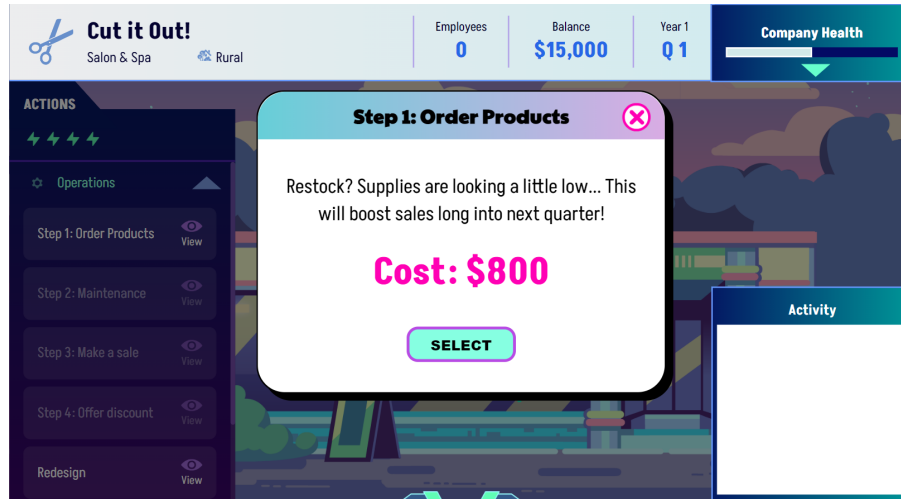 Cut it Out!
Salon & Spa
Rural
Employees
0
Balance
$15,000
Year 1
Q 1
Company Health
ACTIONS
Operations
Step 1: Order Products
View
Step 2: Maintenance
View
Step 3: Make a sale
View
Step 4: Offer discount
View
Redesign
View
Step 1: Order Products
Restock? Supplies are looking a little low... This
will boost sales long into next quarter!
Cost: $800
SELECT
Activity